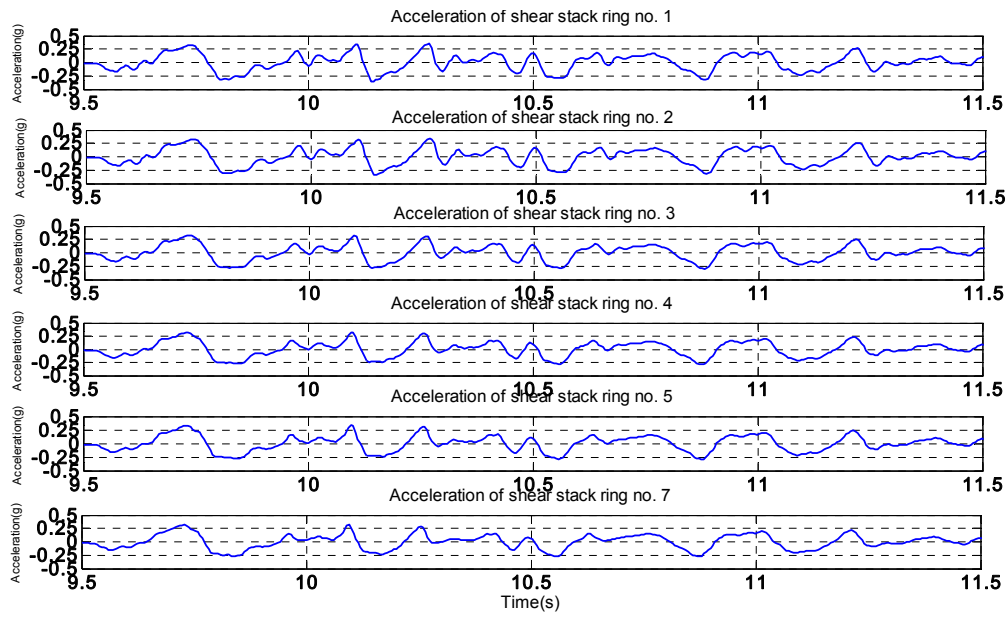 Acceleration of shear stack ring no. 1
Acceleration(g)
0.5
0.25
0
-0.25
-0.5
9.5 10 10.5 11 11.5
Acceleration of shear stack ring no. 2
Acceleration(g)
0.5
0.25
0
-0.25
-0.5
9.5 10 10.5 11 11.5
Acceleration of shear stack ring no. 3
Acceleration(g)
0.5
0.25
0
-0.25
-0.5
9.5 10 10.5 11 11.5
Acceleration of shear stack ring no. 4
Acceleration(g)
0.5
0.25
0
-0.25
-0.5
9.5 10 10.5 11 11.5
Acceleration of shear stack ring no. 5
Acceleration(g)
0.5
0.25
0
-0.25
-0.5
9.5 10 10.5 11 11.5
Acceleration of shear stack ring no. 7
Acceleration(g)
0.5
0.25
0
-0.25
-0.5
9.5 10 10.5 11 11.5
Time(s)